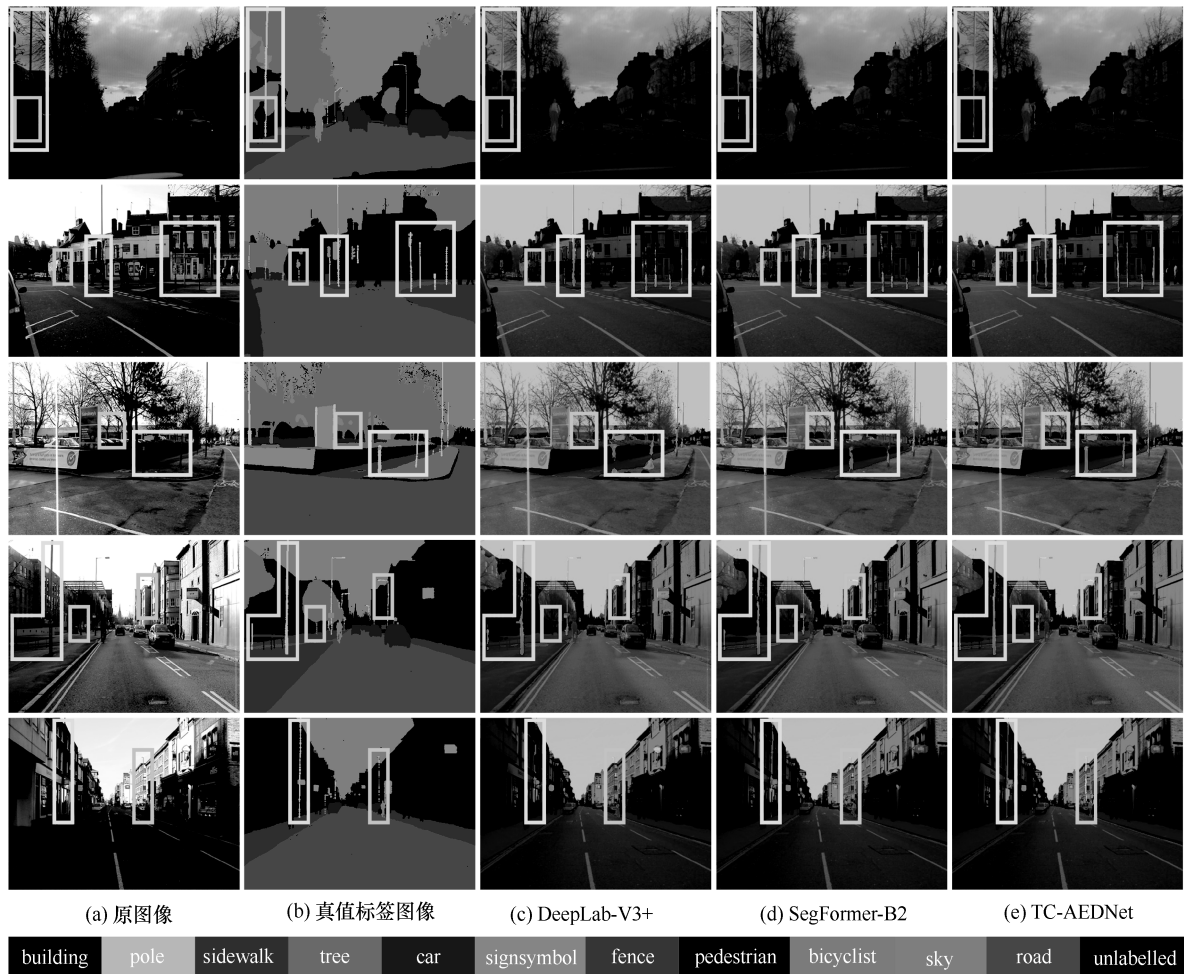 (a) 原图像 (b) 真值标签图像 (c) DeepLab-V3+ (d) SegFormer-B2 (e) TC-AEDNet
building pole sidewalk tree car signsymbol fence pedestrian bicyclist sky road unlabelled